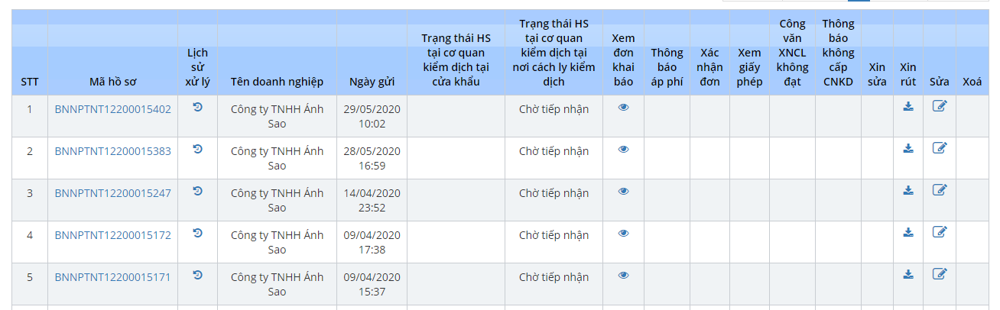 STT
Mã hồ sơ
Lịch
sử
xử lý
Tên doanh nghiệp
Ngày gửi
Trạng thái HS
tại cơ quan
kiểm dịch tại
cửa khẩu
Trạng thái HS
tại cơ quan
kiểm dịch tại
nơi cách ly kiểm
dịch
Xem
đơn
khai
báo
Thông
báo
áp phí
Xác
nhận
đơn
Xem
giấy
phép
Công
văn
XNCL
không
đạt
Thông
báo
không
cấp
CNKD
Xin
sửa
Xin
rút
Sửa
Xoá
1
BNNPTNT12200015402
Công ty TNHH Ánh
Sao
29/05/2020
10:02
Chờ tiếp nhận
2
BNNPTNT12200015383
Công ty TNHH Ánh
Sao
28/05/2020
16:59
Chờ tiếp nhận
3
BNNPTNT12200015247
Công ty TNHH Ánh
Sao
14/04/2020
23:52
Chờ tiếp nhận
4
BNNPTNT12200015172
Công ty TNHH Ánh
Sao
09/04/2020
17:38
Chờ tiếp nhận
5
BNNPTNT12200015171
Công ty TNHH Ánh
Sao
09/04/2020
15:37
Chờ tiếp nhận